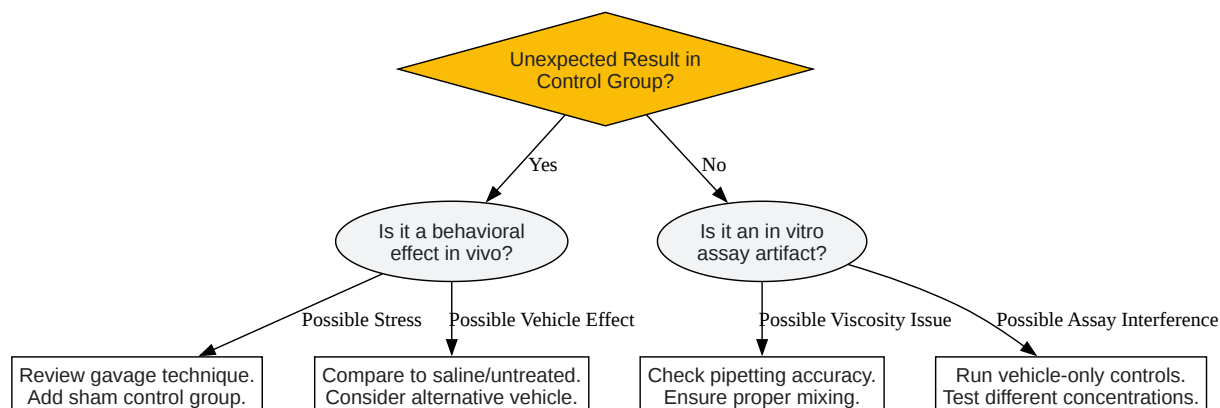 Unexpected Result in
Control Group?
Yes
No
Is it a behavioral
effect in vivo?
Is it an in vitro
assay artifact?
Possible Stress
Possible Vehicle Effect
Possible Viscosity Issue
Possible Assay Interference
Review gavage technique.
Add sham control group.
Compare to saline/untreated.
Consider alternative vehicle.
Check pipetting accuracy.
Ensure proper mixing.
Run vehicle-only controls.
Test different concentrations.